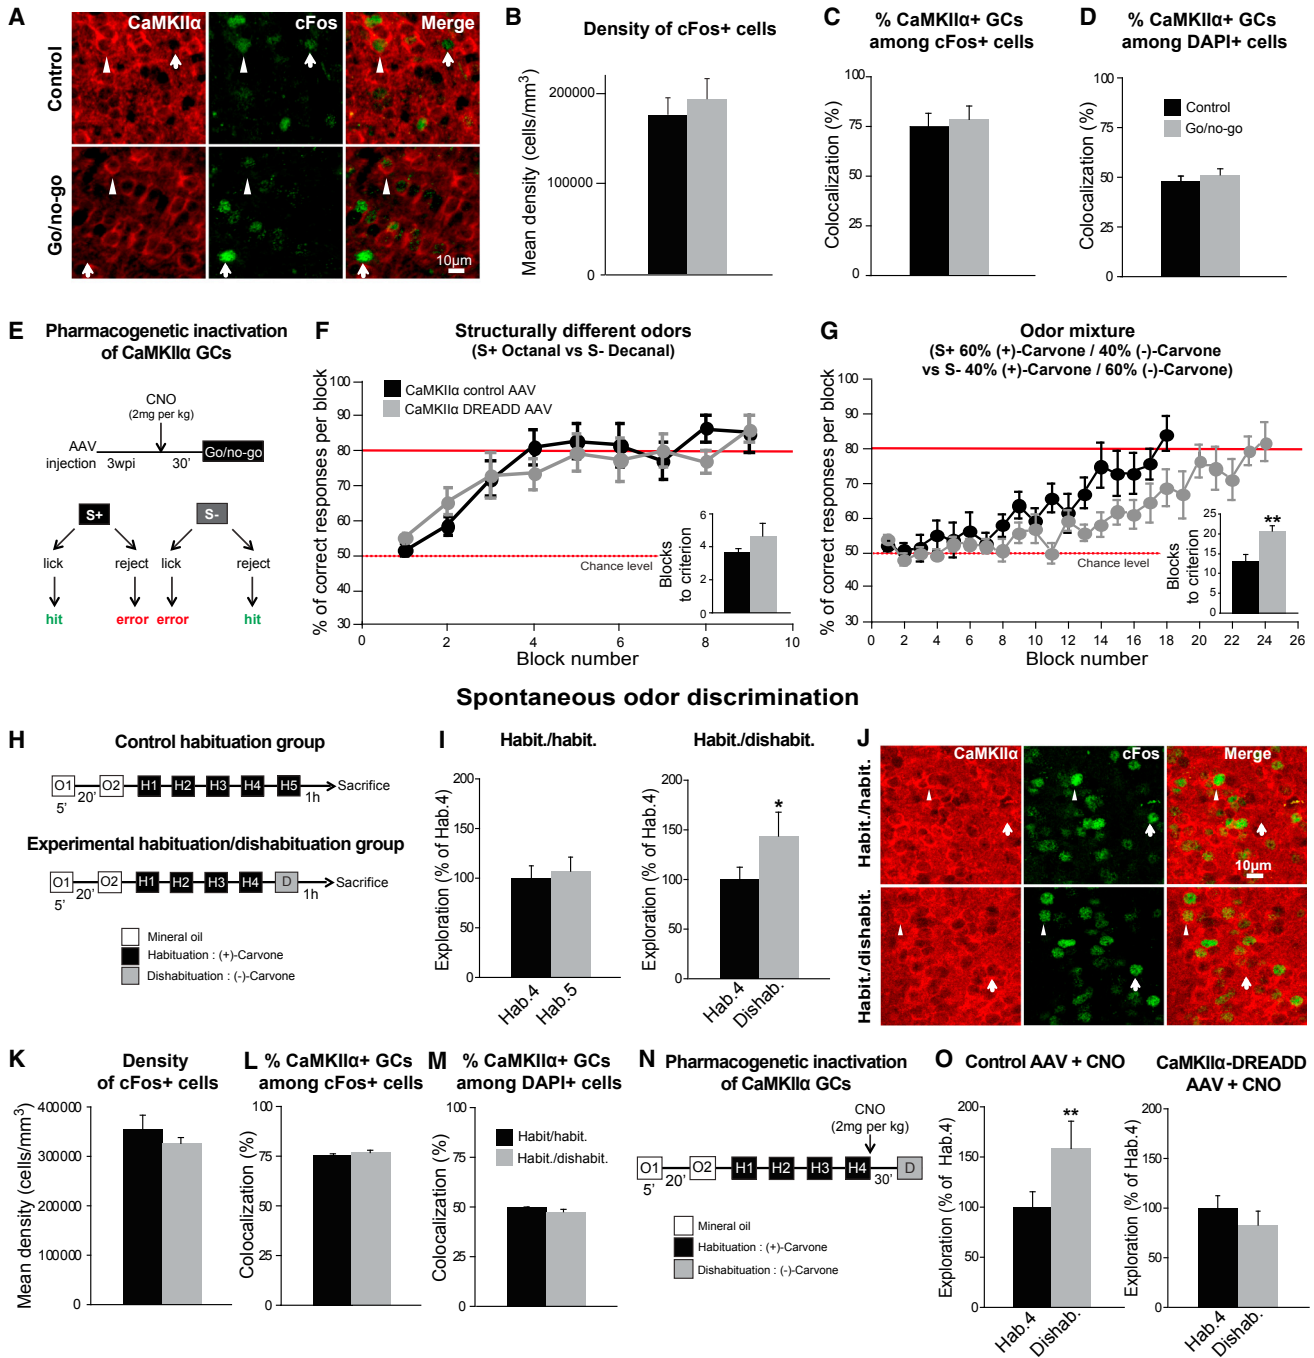 A
CaMKIIα
cFos
Merge
Control
Go/no-go
10µm
B
Density of cFos+ cells
Mean density (cells/mm³)
200000
100000
0
C
% CaMKIIα+ GCs
among cFos+ cells
Colocalization (%)
100
75
50
25
0
D
% CaMKIIα+ GCs
among DAPI+ cells
Colocalization (%)
100
75
50
25
0
Control
Go/no-go
E
Pharmacogenetic inactivation
of CaMKIIα GCs
CNO
(2mg per kg)
AAV
injection
3wpi
30'
Go/no-go
S+
S-
lick
reject
lick
reject
hit
error
error
hit
F
Structurally different odors
(S+ Octanal vs S- Decanal)
% of correct responses per block
100
90
80
70
60
50
40
30
CaMKIIα control AAV
CaMKIIα DREADD AAV
Chance level
Blocks
to criterion
6
4
2
0
0
2
4
6
8
10
Block number
G
Odor mixture
(S+ 60% (+)-Carvone / 40% (-)-Carvone
vs S- 40% (+)-Carvone / 60% (-)-Carvone)
% of correct responses per block
100
90
80
70
60
50
40
30
Chance level
Blocks
to criterion
25
20
15
10
5
0
**
0
2
4
6
8
10
12
14
16
18
20
22
24
26
Block number
Spontaneous odor discrimination
H
Control habituation group
O1
20'
O2
H1
H2
H3
H4
H5
Sacrifice
5'
1h
Experimental habituation/dishabituation group
O1
20'
O2
H1
H2
H3
H4
D
Sacrifice
5'
1h
Mineral oil
Habituation : (+)-Carvone
Dishabituation : (-)-Carvone
I
Habit./habit.
Exploration (% of Hab.4)
200
150
100
50
0
Hab.4
Hab.5
Habit./dishabit.
Exploration (% of Hab.4)
200
150
100
50
0
*
Hab.4
Dishab.
J
CaMKIIα
cFos
Merge
Habit./habit.
10µm
Habit./dishabit.
K
Density
of cFos+ cells
Mean density (cells/mm³)
400000
300000
200000
100000
0
L
% CaMKIIα+ GCs
among cFos+ cells
Colocalization (%)
100
75
50
25
0
M
% CaMKIIα+ GCs
among DAPI+ cells
Colocalization (%)
100
75
50
25
0
Habit/habit.
Habit./dishabit.
N
Pharmacogenetic inactivation
of CaMKIIα GCs
CNO
(2mg per kg)
O1
20'
O2
H1
H2
H3
H4
30'
D
5'
Mineral oil
Habituation : (+)-Carvone
Dishabituation : (-)-Carvone
O
Control AAV + CNO
Exploration (% of Hab.4)
200
150
100
50
0
**
Hab.4
Dishab.
CaMKIIα-DREADD
AAV + CNO
Exploration (% of Hab.4)
200
150
100
50
0
Hab.4
Dishab.